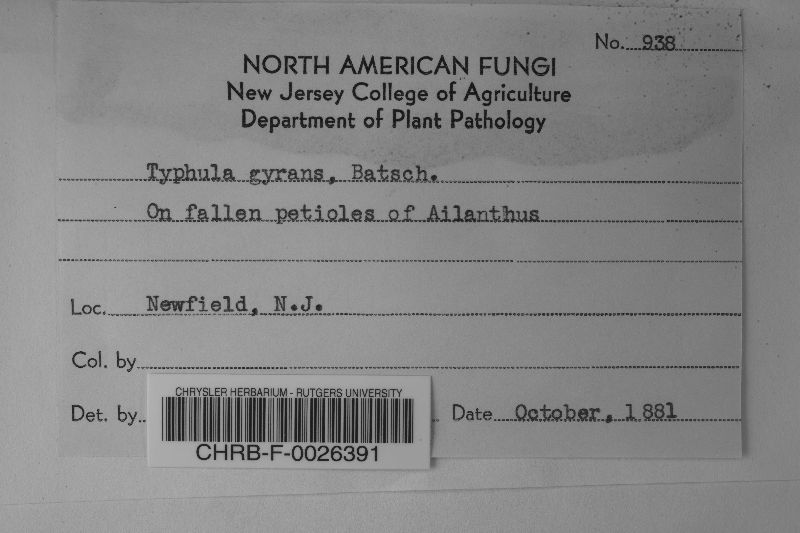 No. 938
NORTH AMERICAN FUNGI
New Jersey College of Agriculture
Department of Plant Pathology
Typhula gyrans, Batsch.
On fallen petioles of Ailanthus
Loc. Newfield, N.J.
Col. by
Det. by Date October, 1881
CHRYSLER HERBARIUM - RUTGERS UNIVERSITY
CHRB-F-0026391